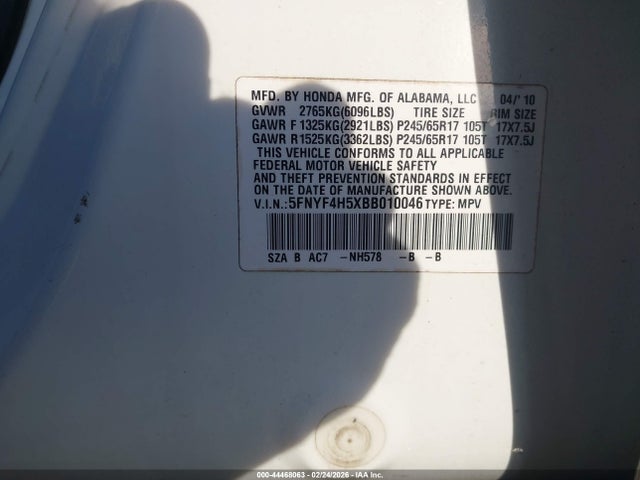 MFD. BY HONDA MFG. OF ALABAMA, LLC 04/'10
GVWR 2765KG(6096LBS) TIRE SIZE RIM SIZE
GAWR F 1325KG(2921LBS) P245/65R17 105T 17X7.5J
GAWR R 1525KG(3362LBS) P245/65R17 105T 17X7.5J
THIS VEHICLE CONFORMS TO ALL APPLICABLE
FEDERAL MOTOR VEHICLE SAFETY
AND THEFT PREVENTION STANDARDS IN EFFECT
ON THE DATE OF MANUFACTURE SHOWN ABOVE.
V.I.N.: 5FNYF4H5XBB010046 TYPE: MPV
SZA B AC7 -NH578 -B -B
000-44468063 02/24/2026 ©IAA Inc.